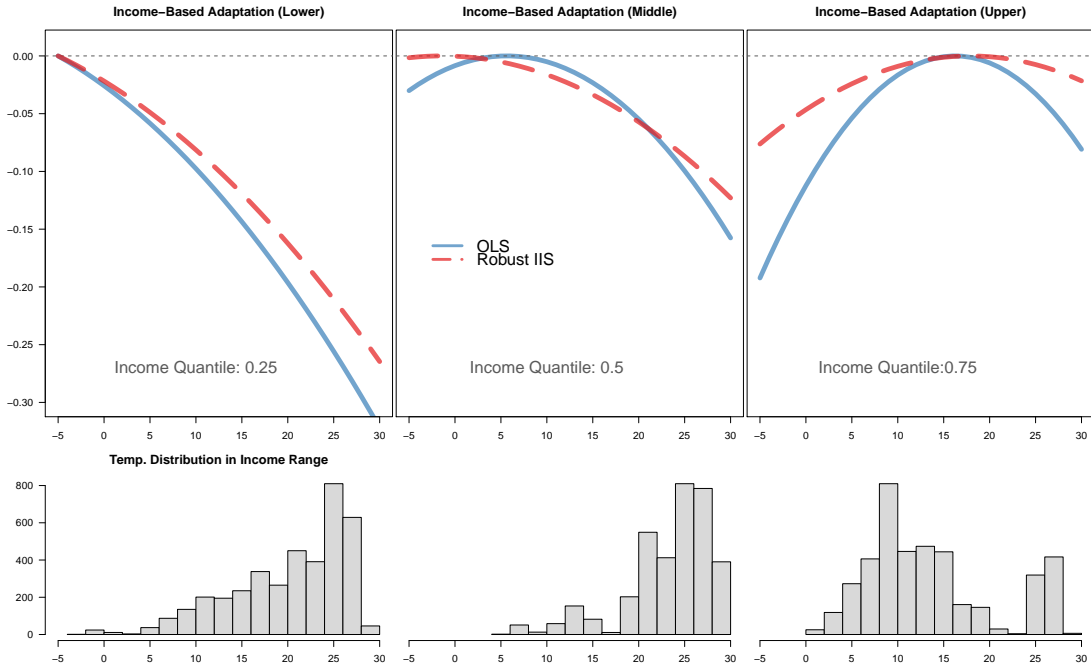 Income−Based Adaptation (Lower)
Income−Based Adaptation (Middle)
Income−Based Adaptation (Upper)
0.00
−0.05
−0.10
−0.15
−0.20
−0.25
−0.30
OLS
Robust IIS
Income Quantile: 0.25
Income Quantile: 0.5
Income Quantile:0.75
−5 0 5 10 15 20 25 30
−5 0 5 10 15 20 25 30
−5 0 5 10 15 20 25 30
Temp. Distribution in Income Range
800
600
400
200
0
−5 0 5 10 15 20 25 30
−5 0 5 10 15 20 25 30
−5 0 5 10 15 20 25 30